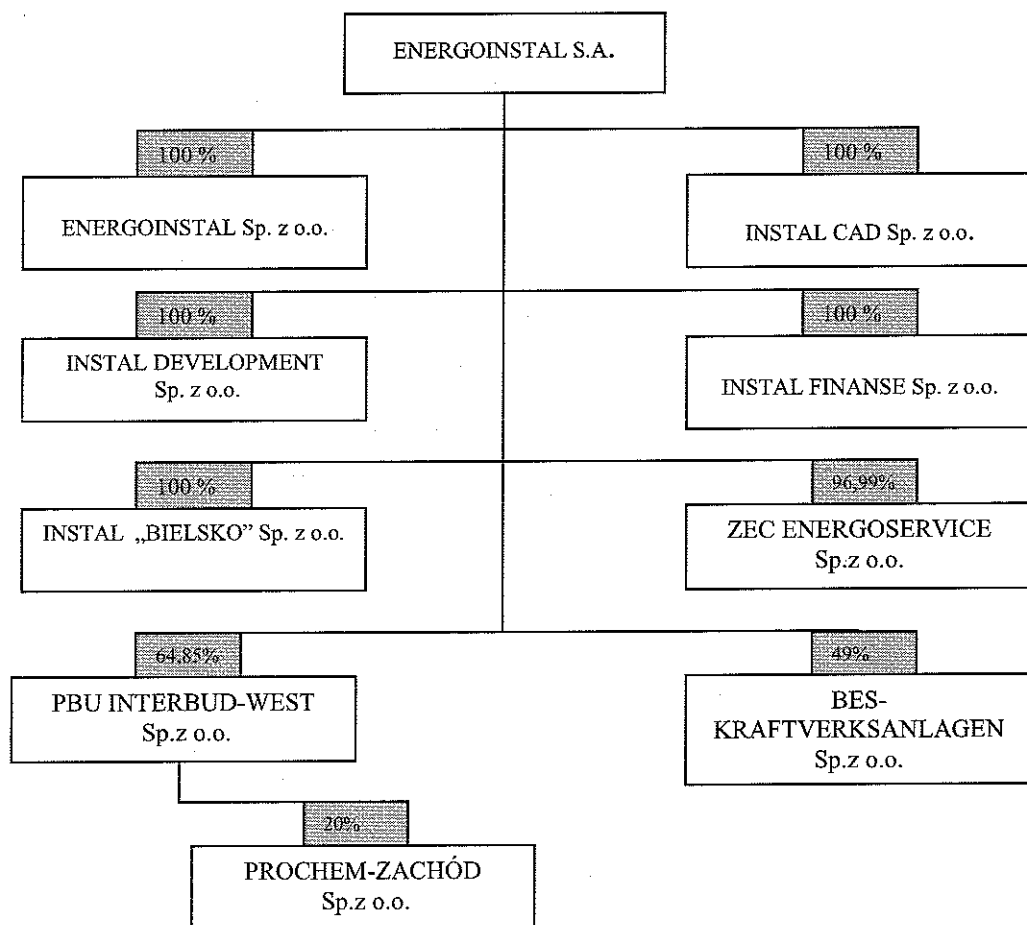 ENERGOINSTAL S.A.
100 %
100 %
ENERGOINSTAL Sp. z o.o.
INSTAL CAD Sp. z o.o.
100 %
100 %
INSTAL DEVELOPMENT
Sp. z o.o.
INSTAL FINANSE Sp. z o.o.
100 %
96,99%
INSTAL „BIELSKO” Sp. z o.o.
ZEC ENERGOSERVICE
Sp.z o.o.
64,85%
49%
PBU INTERBUD-WEST
Sp.z o.o.
BES-
KRAFTVERKSANLAGEN
Sp.z o.o.
20%
PROCHEM-ZACHÓD
Sp.z o.o.